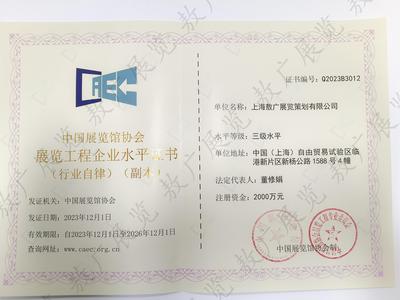 CAEC
中国展览馆协会
展览工程企业水平证书
（行业自律）（副本）
发证机关：中国展览馆协会
发证日期：2023年12月1日
有效期限：自2023年12月1日至2026年12月1日
查询网站：www.caec.org.cn
证书编号：Q2023B3012
单位名称：上海敖广展览策划有限公司
水平等级：三级水平
单位地址：中国（上海）自由贸易试验区临
港新片区新杨公路 1588 号 4 幢
法定代表人：董修娟
注册资金：2000万元
中国展览馆协会制
敖广展览